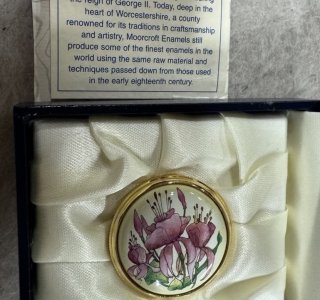 the reign of George II. Today, deep in the
heart of Worcestershire, a county
renowned for its traditions in craftsmanship
and artistry, Moorcroft Enamels still
produce some of the finest enamels in the
world using the same raw material and
techniques passed down from those used
in the early eighteenth century.